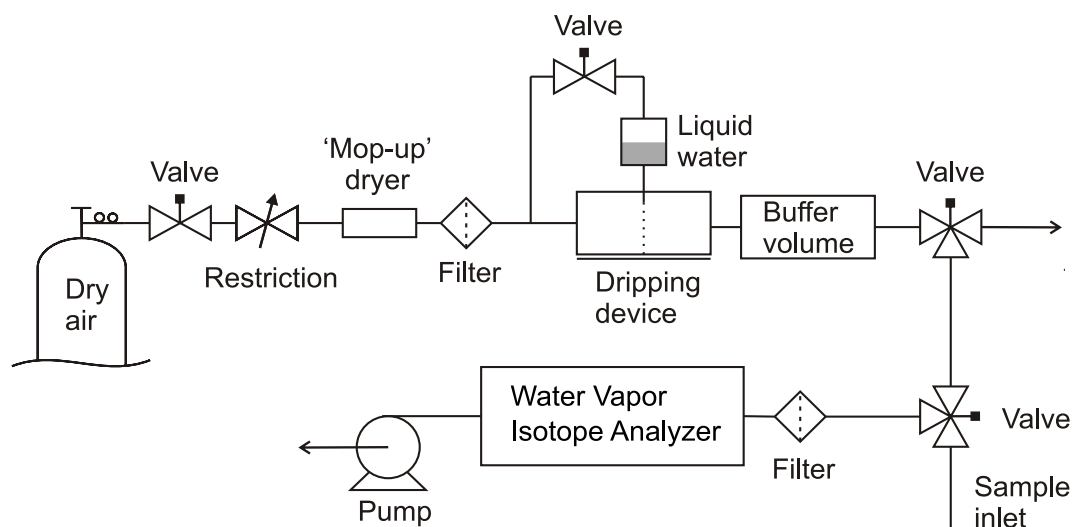 Valve
Liquid
water
'Mop-up'
dryer
Valve
Valve
Buffer
volume
Restriction
Filter
Dripping
device
Dry
air
Water Vapor
Isotope Analyzer
Valve
Filter
Pump
Sample
inlet